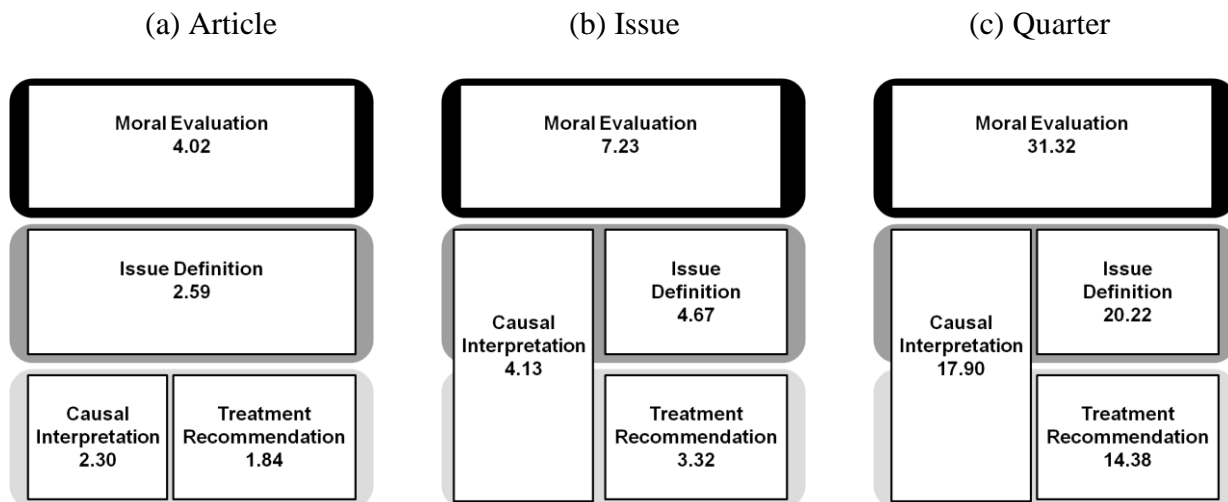 (a) Article
(b) Issue
(c) Quarter
Moral Evaluation
4.02
Moral Evaluation
7.23
Moral Evaluation
31.32
Issue Definition
2.59
Causal
Interpretation
4.13
Issue
Definition
4.67
Causal
Interpretation
17.90
Issue
Definition
20.22
Causal
Interpretation
2.30
Treatment
Recommendation
1.84
Treatment
Recommendation
3.32
Treatment
Recommendation
14.38